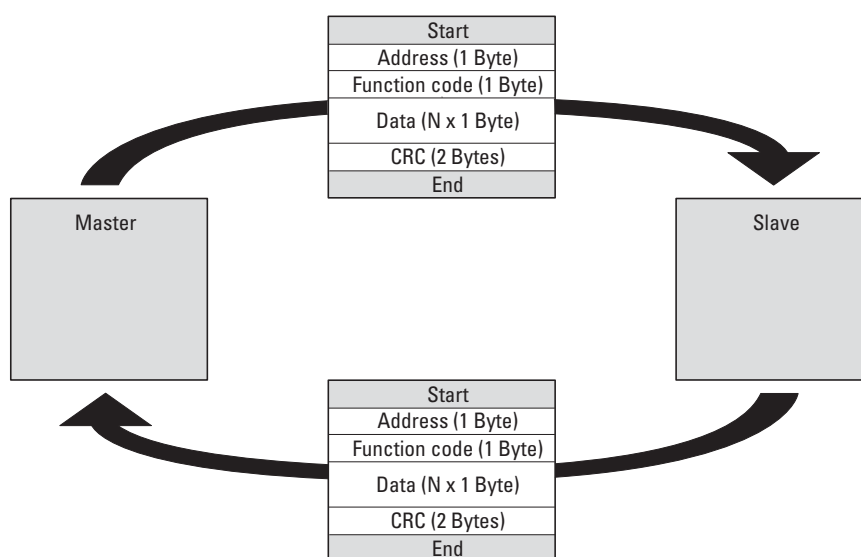 Start
Address (1 Byte)
Function code (1 Byte)
Data (N x 1 Byte)
CRC (2 Bytes)
End
Master
Slave
Start
Address (1 Byte)
Function code (1 Byte)
Data (N x 1 Byte)
CRC (2 Bytes)
End